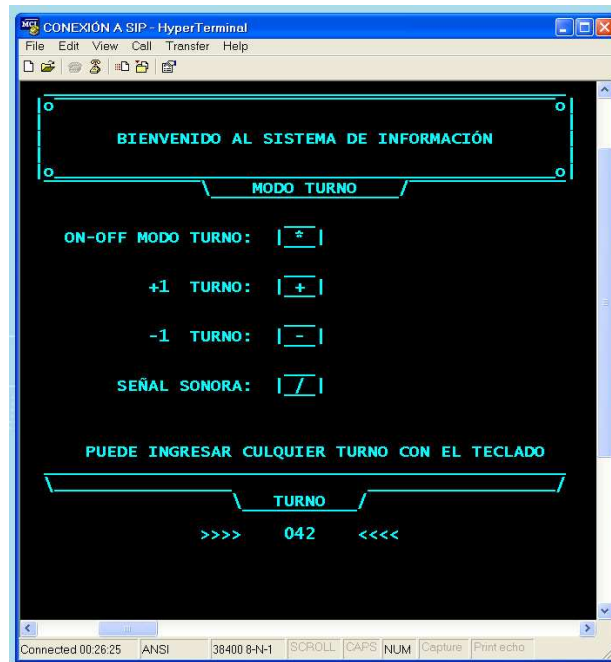 CONEXIÓN A SIP - HyperTerminal
File Edit View Call Transfer Help
BIENVENIDO AL SISTEMA DE INFORMACIÓN
MODO TURNO
ON-OFF MODO TURNO: |*|
+1 TURNO: |+|
-1 TURNO: |-|
SEÑAL SONORA: |/|
PUEDE INGRESAR CULQUIER TURNO CON EL TECLADO
TURNO
>>>> 042 <<<<
Connected 00:26:25 ANSI 38400 8-N-1 SCROLL CAPS NUM Capture Print echo